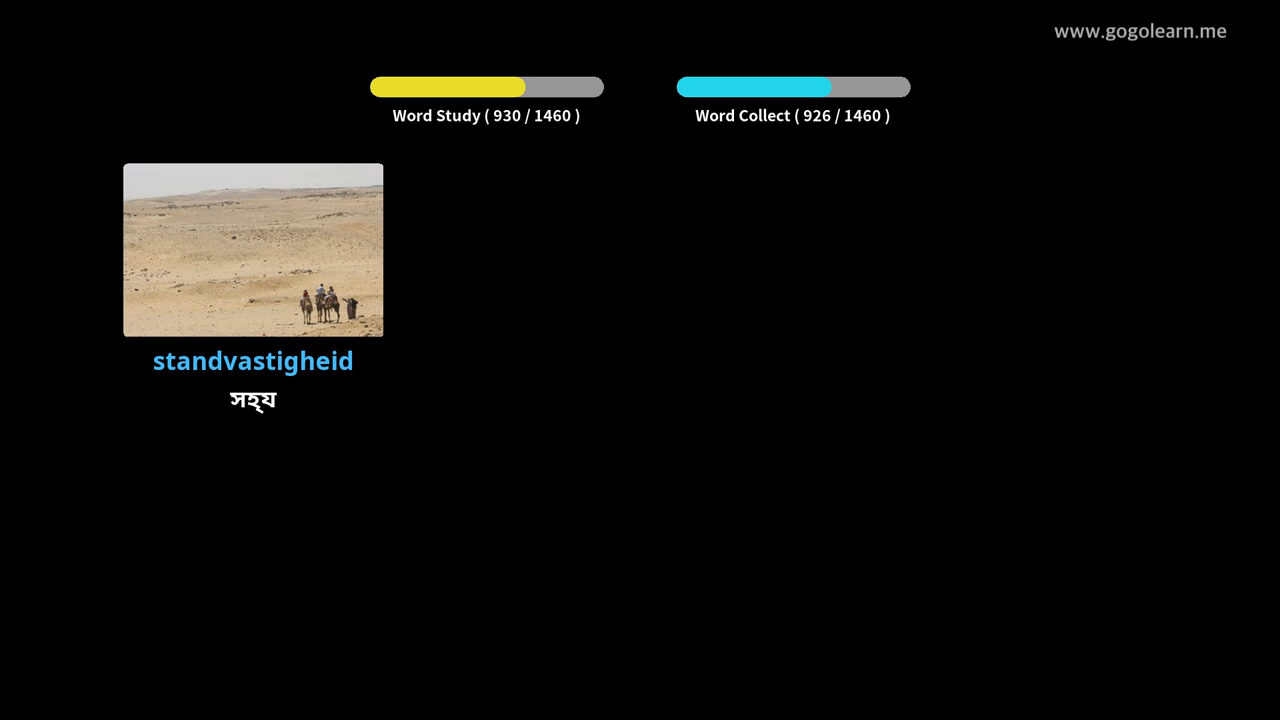 www.gogolearn.me
Word Study ( 930 / 1460 )
Word Collect ( 926 / 1460 )
standvastigheid
সহ্য